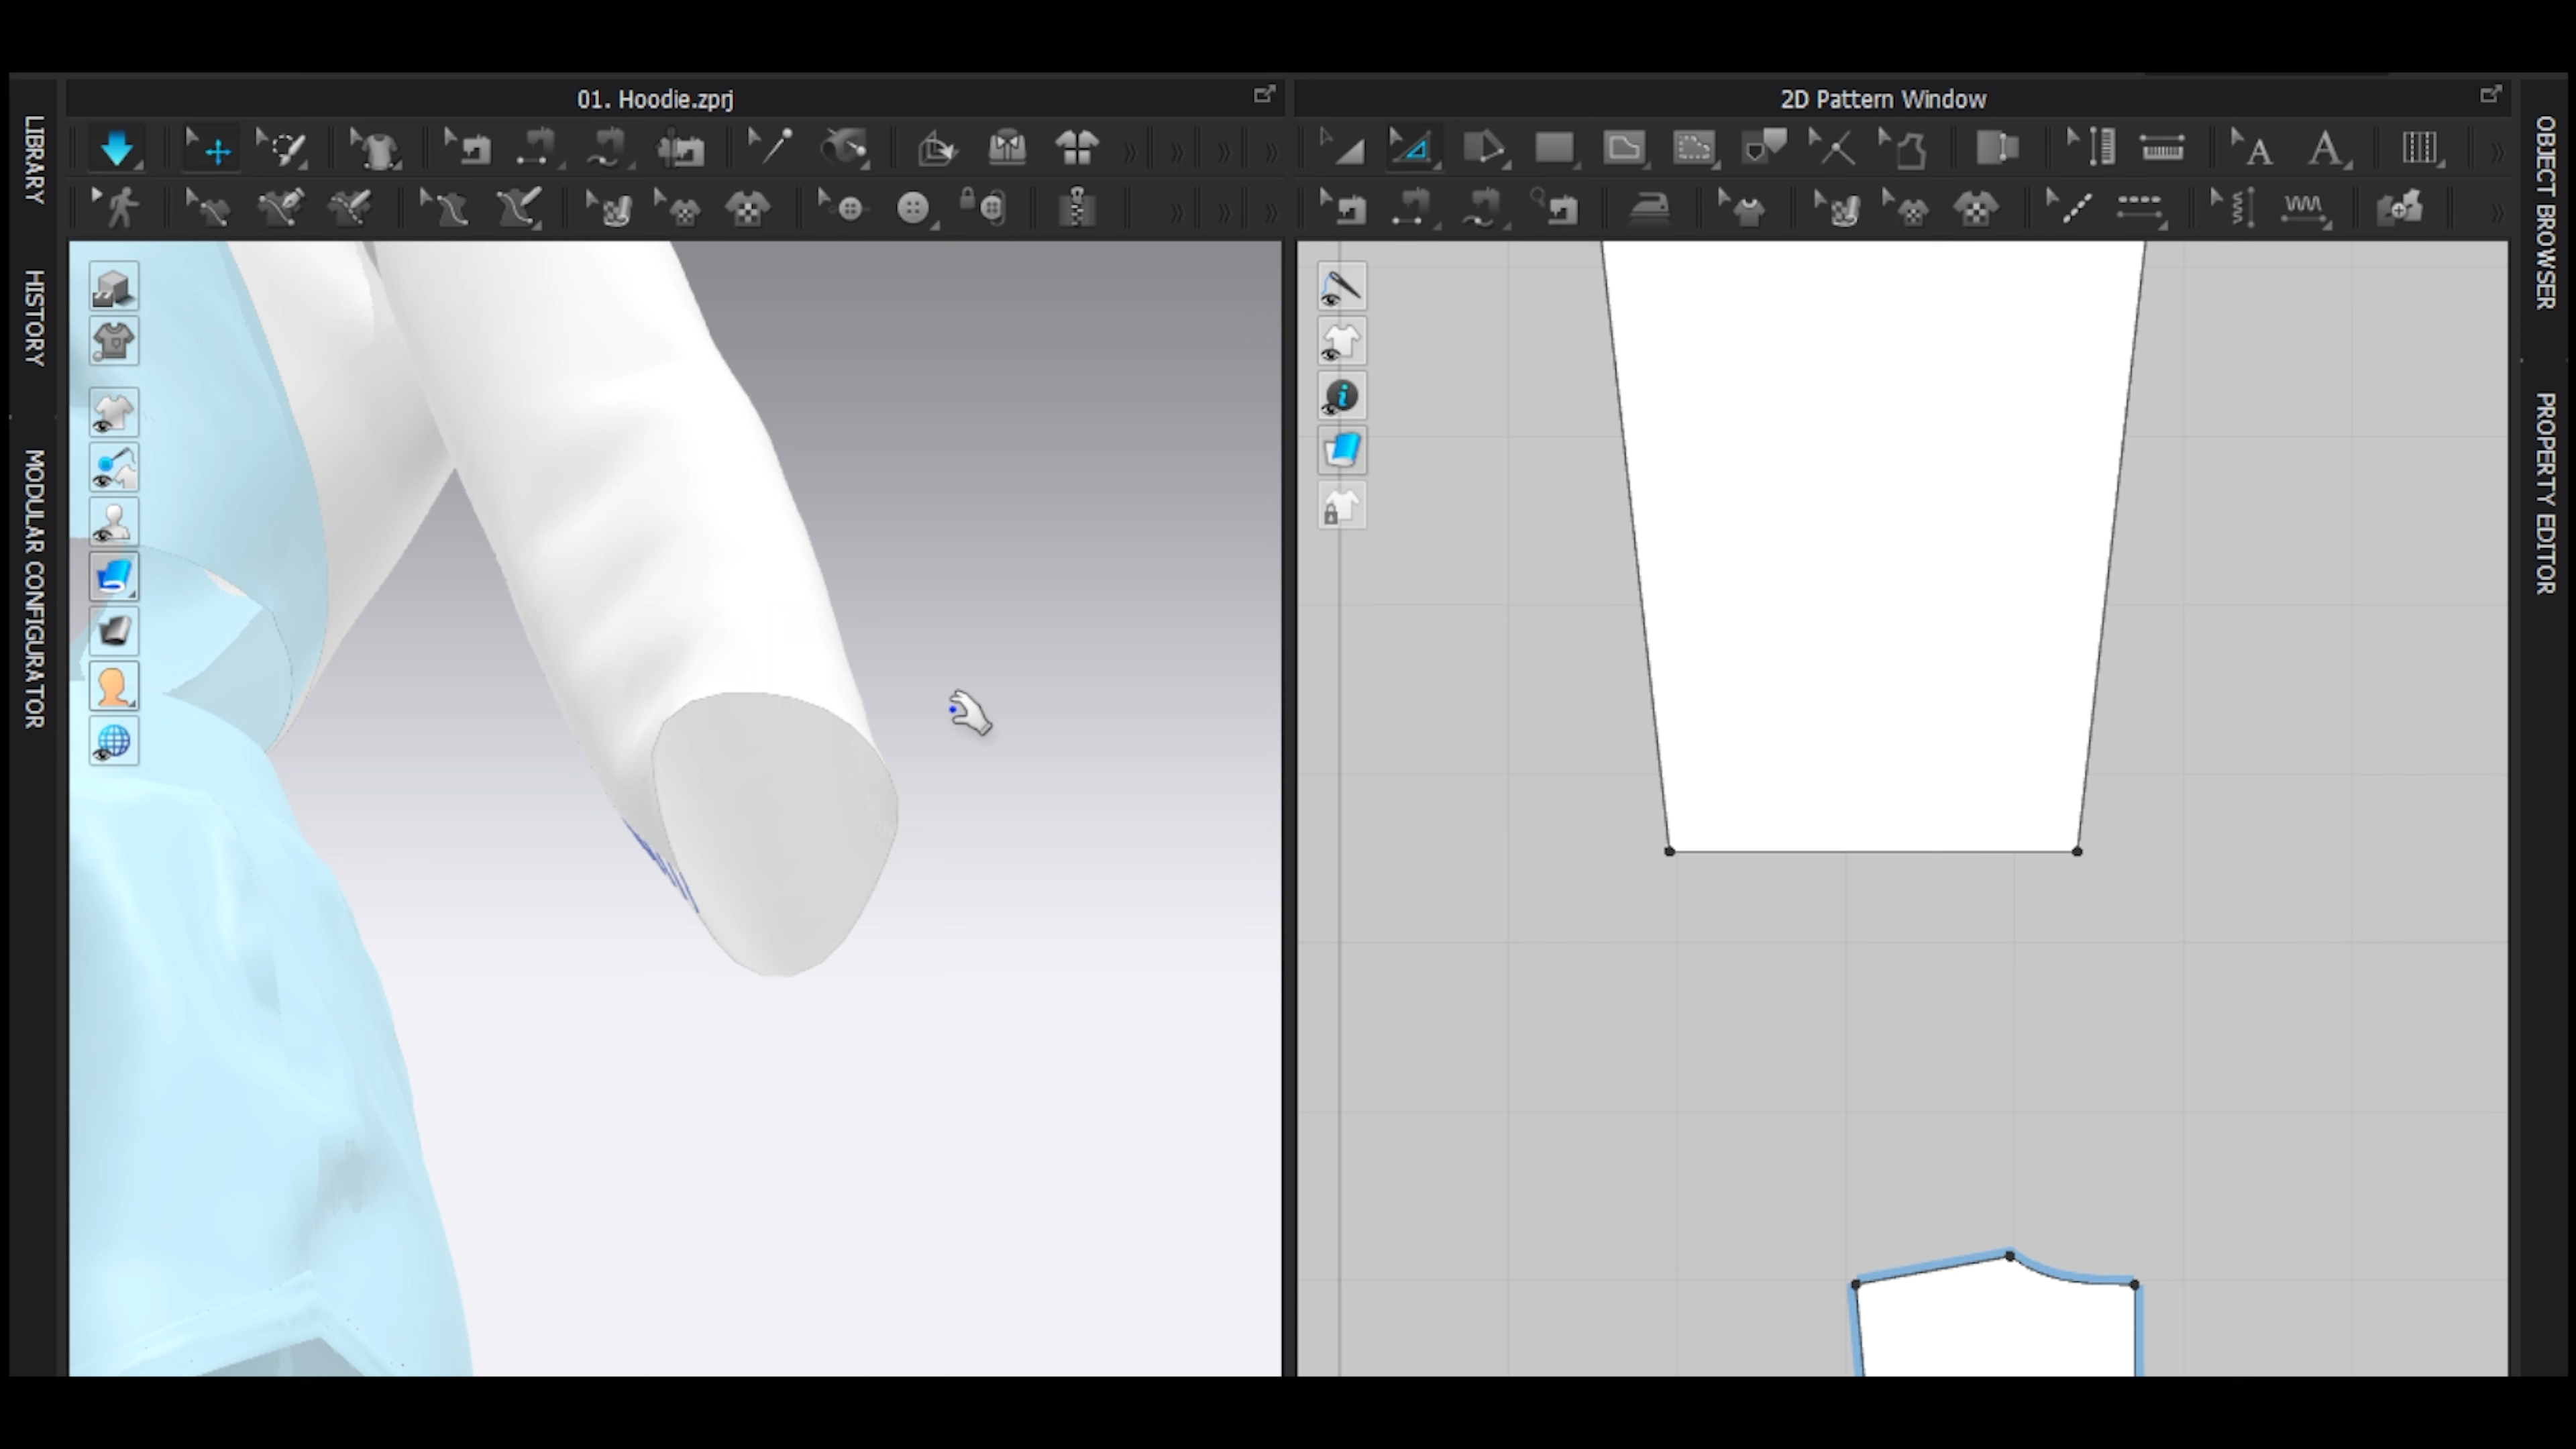 01. Hoodie.zprj
2D Pattern Window
LIBRARY
HISTORY
MODULAR CONFIGURATOR
OBJECT BROWSER
PROPERTY EDITOR